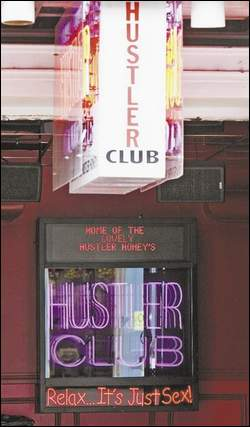 HUSTLER
CLUB
HOME OF THE
LOVELY
HUSTLER HONEY'S
HUSTLER
CLUB
Relax...It's Just Sex!